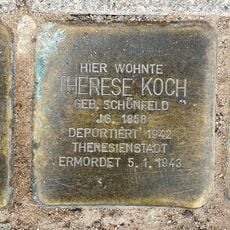 HIER WOHNTE
THERESE KOCH
GEB. SCHÖNFELD
JG. 1858
DEPORTIERT 1942
THERESIENSTADT
ERMORDET 5.1.1943